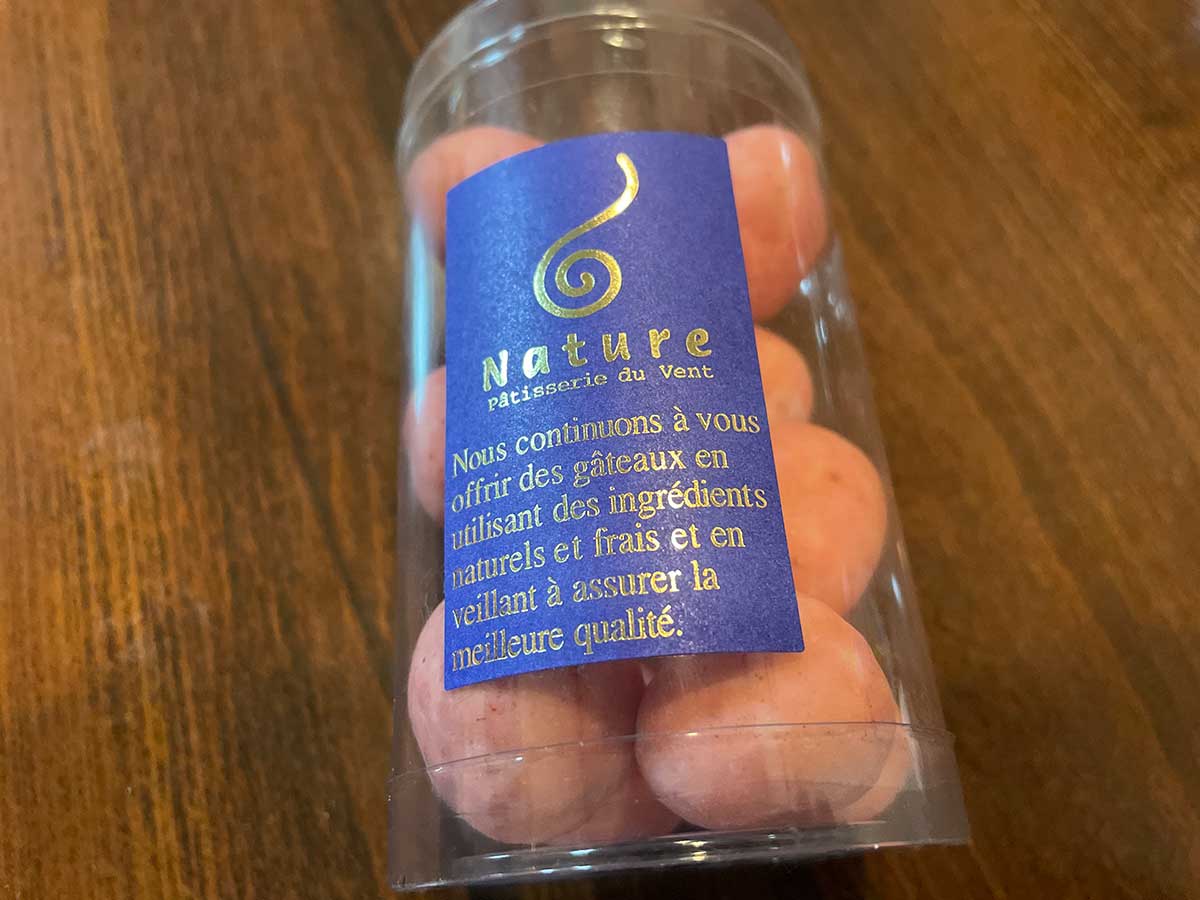 Nature
Pâtisserie du Vent
Nous continuons à vous
offrir des gâteaux en
utilisant des ingrédients
naturels et frais et en
veillant à assurer la
meilleure qualité.